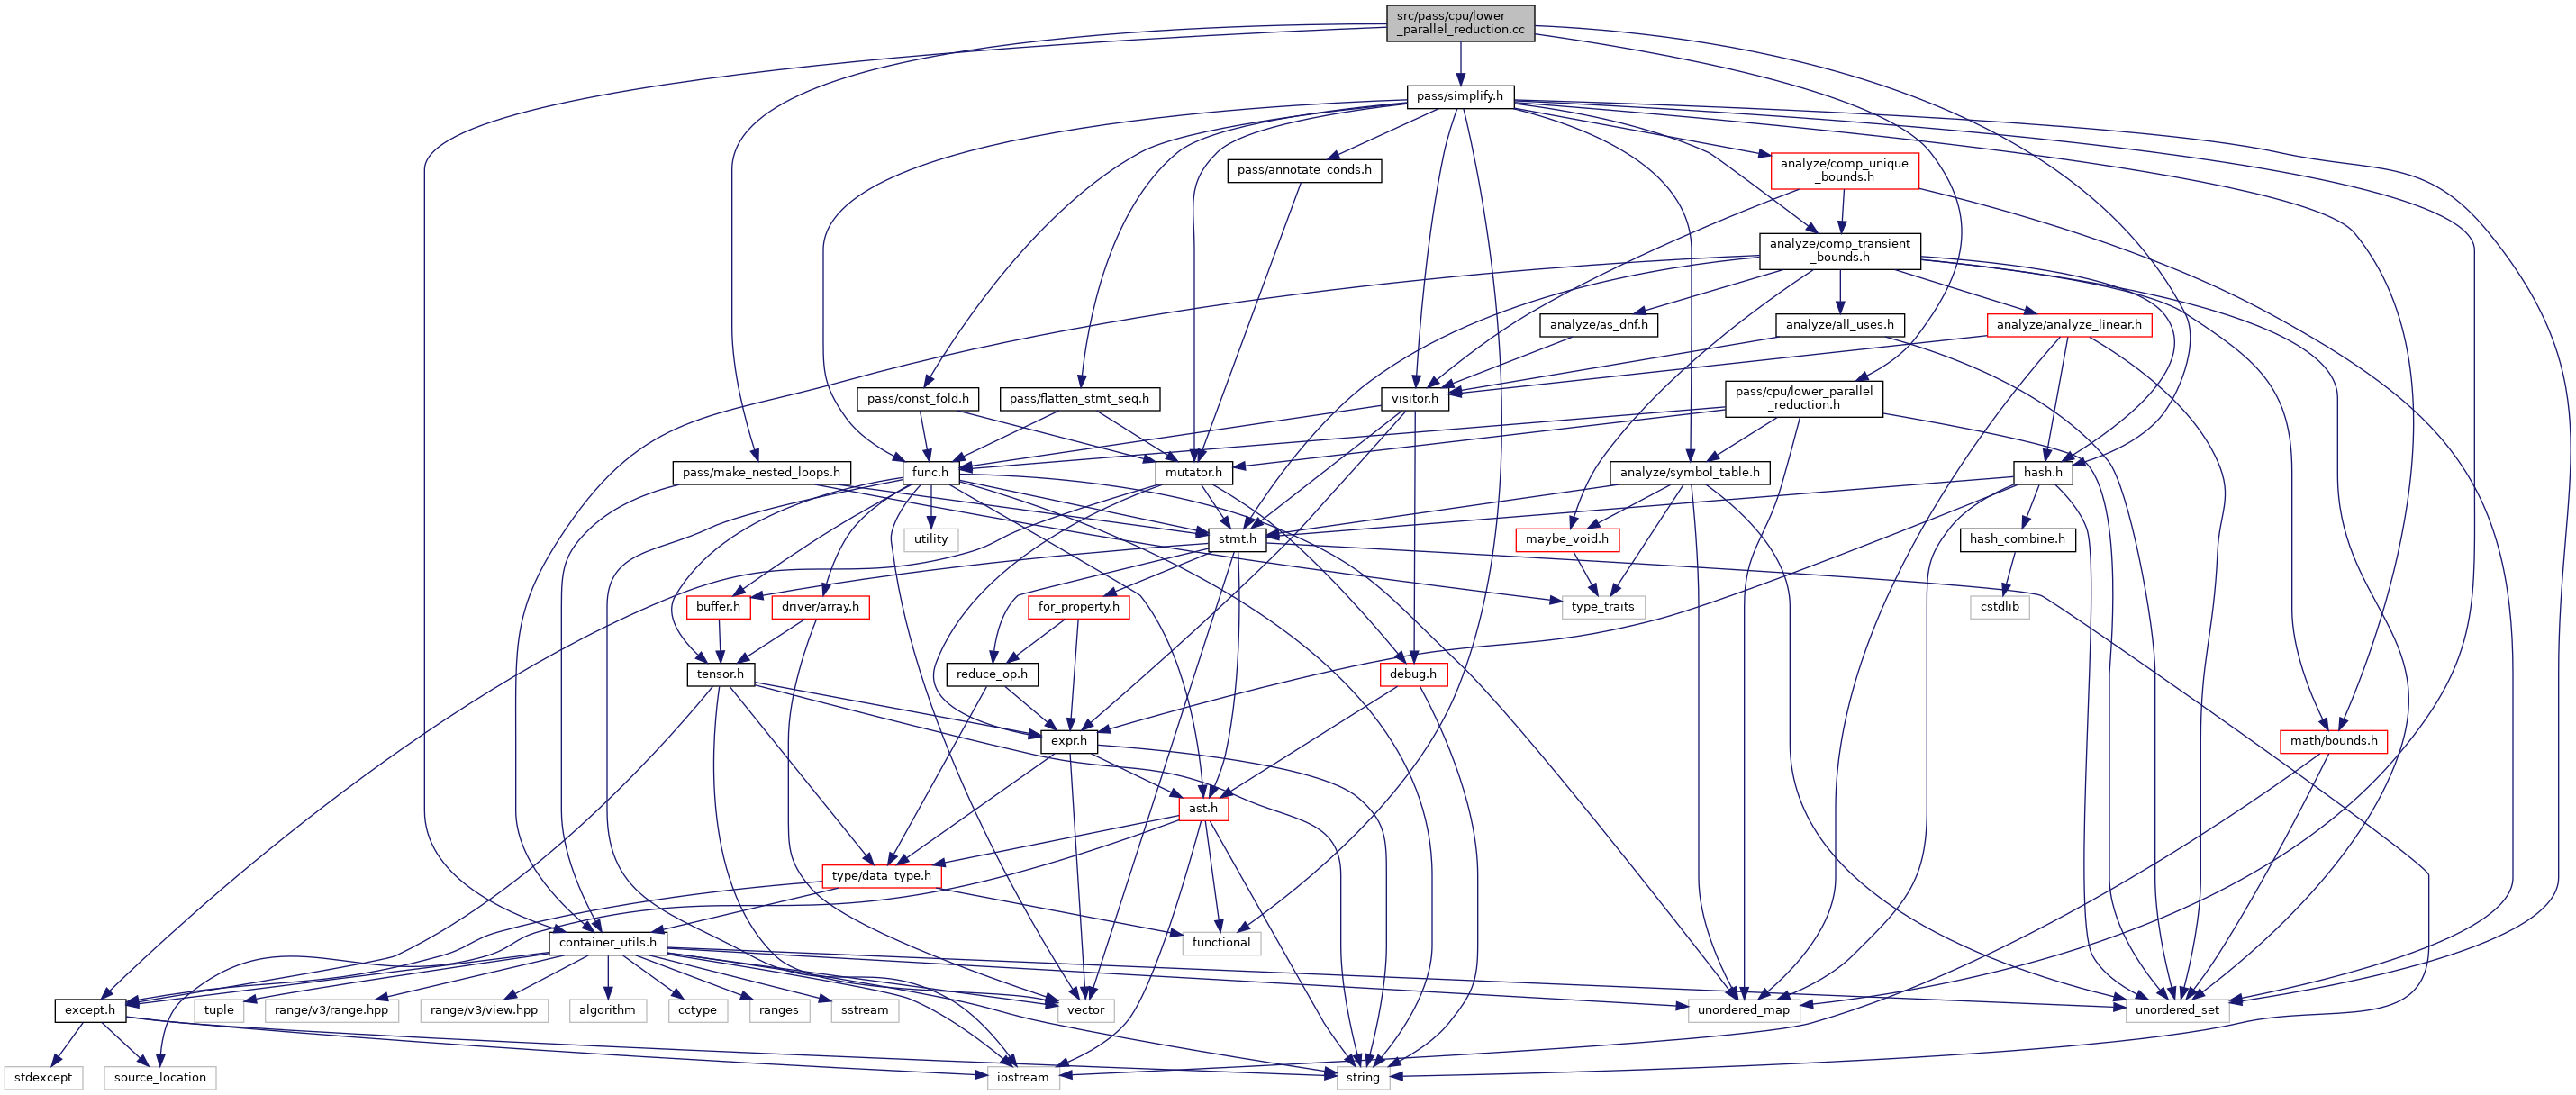 src/pass/cpu/lower
_parallel_reduction.cc
pass/simplify.h
pass/annotate_conds.h
analyze/comp_unique
_bounds.h
analyze/comp_transient
_bounds.h
analyze/as_dnf.h
analyze/all_uses.h
analyze/analyze_linear.h
pass/const_fold.h
pass/flatten_stmt_seq.h
visitor.h
pass/cpu/lower_parallel
_reduction.h
pass/make_nested_loops.h
func.h
mutator.h
analyze/symbol_table.h
hash.h
utility
stmt.h
maybe_void.h
hash_combine.h
buffer.h
driver/array.h
for_property.h
type_traits
cstdlib
tensor.h
reduce_op.h
debug.h
expr.h
math/bounds.h
ast.h
type/data_type.h
container_utils.h
functional
except.h
tuple
range/v3/range.hpp
range/v3/view.hpp
algorithm
cctype
ranges
sstream
vector
unordered_map
unordered_set
stdexcept
source_location
iostream
string